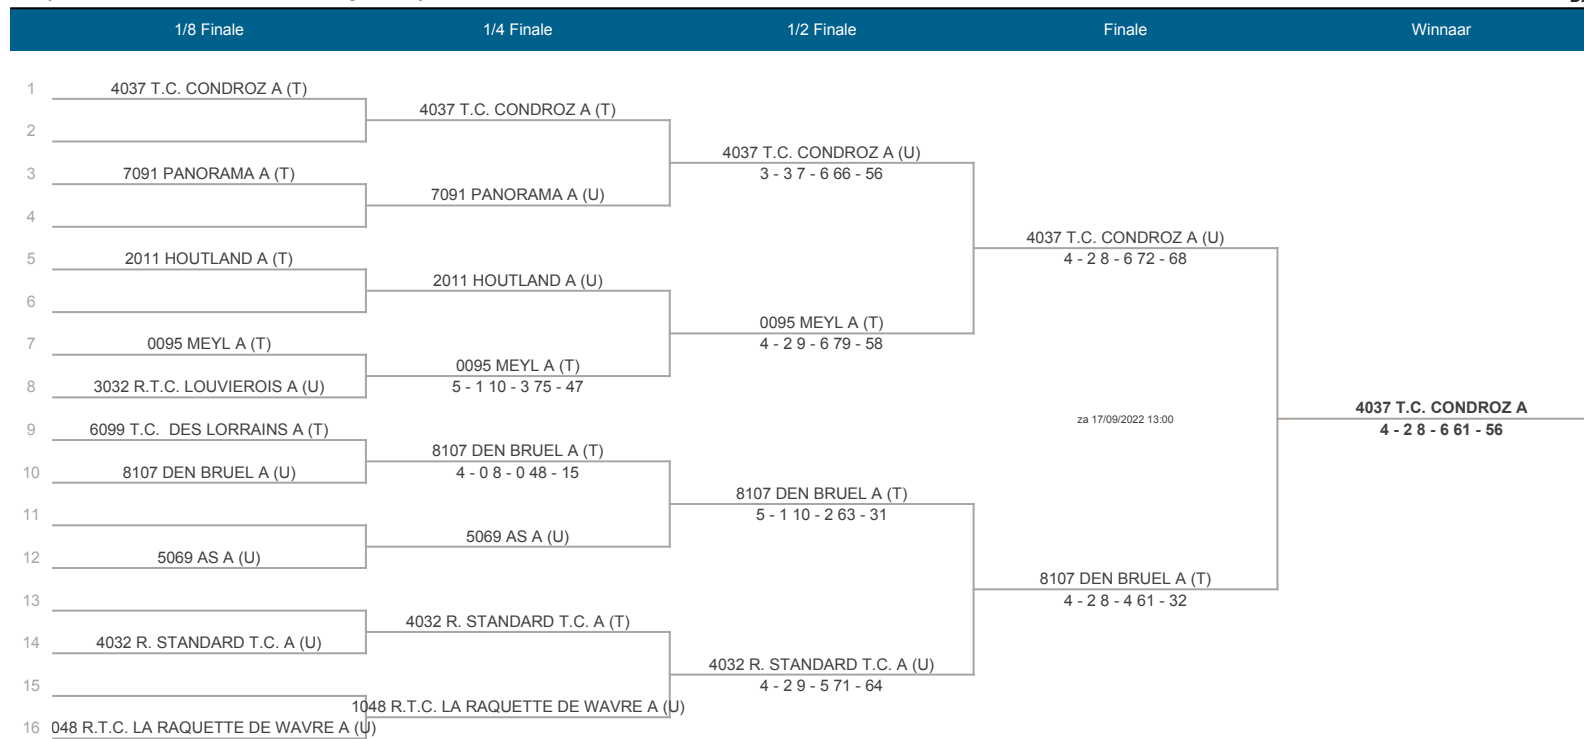 1/8 Finale 1/4 Finale 1/2 Finale Finale Winnaar
1 4037 T.C. CONDROZ A (T)
4037 T.C. CONDROZ A (T)
2
4037 T.C. CONDROZ A (U)
3 7091 PANORAMA A (T)
3 - 3 7 - 6 66 - 56
7091 PANORAMA A (U)
4
4037 T.C. CONDROZ A (U)
5 2011 HOUTLAND A (T)
4 - 2 8 - 6 72 - 68
2011 HOUTLAND A (U)
6
0095 MEYL A (T)
7 0095 MEYL A (T)
4 - 2 9 - 6 79 - 58
0095 MEYL A (T)
8 3032 R.T.C. LOUVIEROIS A (U)
5 - 1 10 - 3 75 - 47
4037 T.C. CONDROZ A
za 17/09/2022 13:00
9 6099 T.C. DES LORRAINS A (T)
4 - 2 8 - 6 61 - 56
8107 DEN BRUEL A (T)
10 8107 DEN BRUEL A (U)
4 - 0 8 - 0 48 - 15
8107 DEN BRUEL A (T)
11
5 - 1 10 - 2 63 - 31
5069 AS A (U)
12 5069 AS A (U)
8107 DEN BRUEL A (T)
13
4 - 2 8 - 4 61 - 32
4032 R. STANDARD T.C. A (T)
14 4032 R. STANDARD T.C. A (U)
4032 R. STANDARD T.C. A (U)
15
4 - 2 9 - 5 71 - 64
1048 R.T.C. LA RAQUETTE DE WAVRE A (U)
16 048 R.T.C. LA RAQUETTE DE WAVRE A (U)